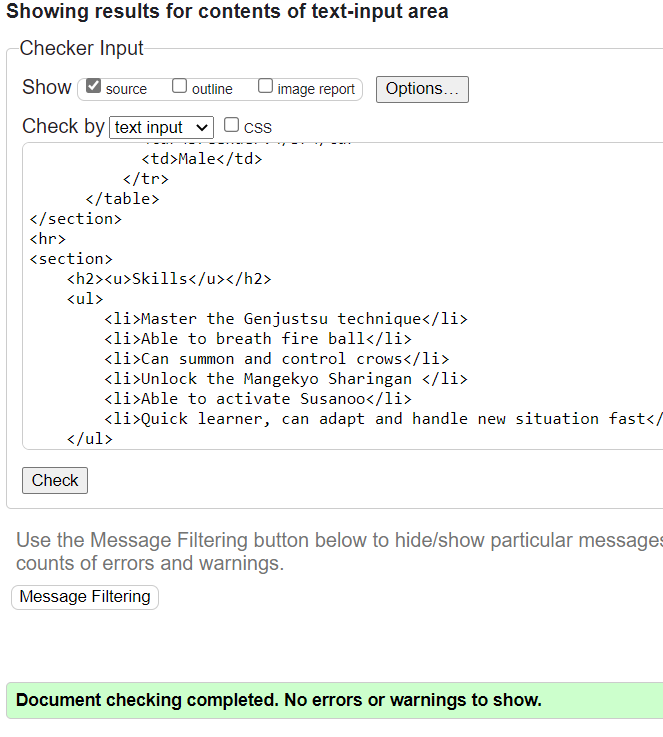 Showing results for contents of text-input area
Checker Input
Show source outline image report Options...
Check by text input CSS
<td>Male</td>
</tr>
</table>
</section>
<hr>
<section>
<h2><u>Skills</u></h2>
<ul>
<li>Master the Genjustsu technique</li>
<li>Able to breath fire ball</li>
<li>Can summon and control crows</li>
<li>Unlock the Mangekyo Sharingan </li>
<li>Able to activate Susanoo</li>
<li>Quick learner, can adapt and handle new situation fast</
</ul>
Check
Use the Message Filtering button below to hide/show particular messages
counts of errors and warnings.
Message Filtering
Document checking completed. No errors or warnings to show.